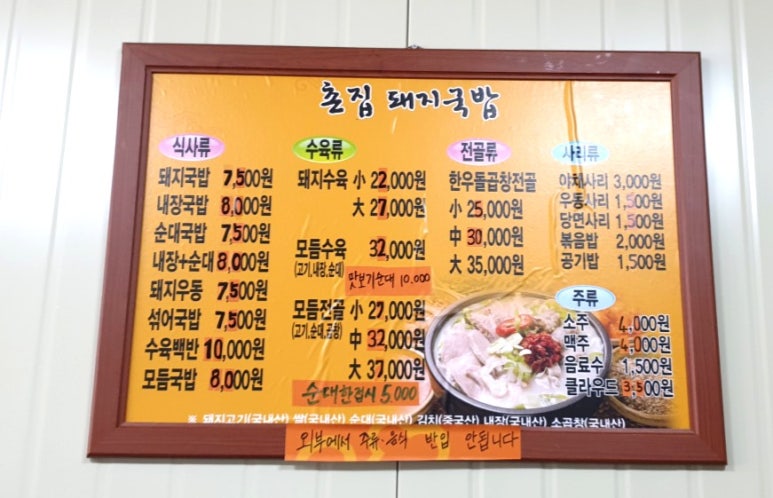 촌집 돼지국밥
식사류
돼지국밥 7,500원
내장국밥 8,000원
순대국밥 7,500원
내장+순대 8,000원
돼지우동 7,500원
섞어국밥 7,500원
수육백반 10,000원
모듬국밥 8,000원
수육류
돼지수육 小 22,000원
大 27,000원
모듬수육 32,000원
(고기,내장,순대)
맛보기순대 10.000
모듬전골 小 27,000원
(고기,순대,곱창) 中 32,000원
大 37,000원
순대한접시 5.000
전골류
한우돌곱창전골
小 25,000원
中 30,000원
大 35,000원
사리류
야채사리 3,000원
우동사리 1,500원
당면사리 1,500원
볶음밥 2,000원
공기밥 1,500원
주류
소주 4,000원
맥주 4,000원
음료수 1,500원
클라우드 3,500원
※ 돼지고기(국내산) 쌀(국내산) 순대(국내산) 김치(중국산) 내장(국내산) 소곱창(국내산)
외부에서 주류·음식 반입 안됩니다